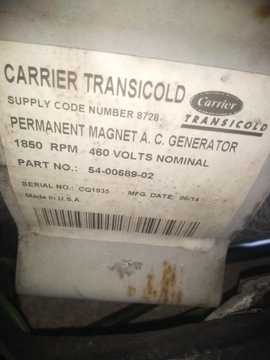 CARRIER TRANSICOLD
SUPPLY CODE NUMBER 8728
Carrier
TRANSICOLD
PERMANENT MAGNET A. C. GENERATOR
1850 RPM 460 VOLTS NOMINAL
PART NO. 54-00589-02
SERIAL NO. CQ1935 MFG. DATE 06/14
Made In U.S.A.